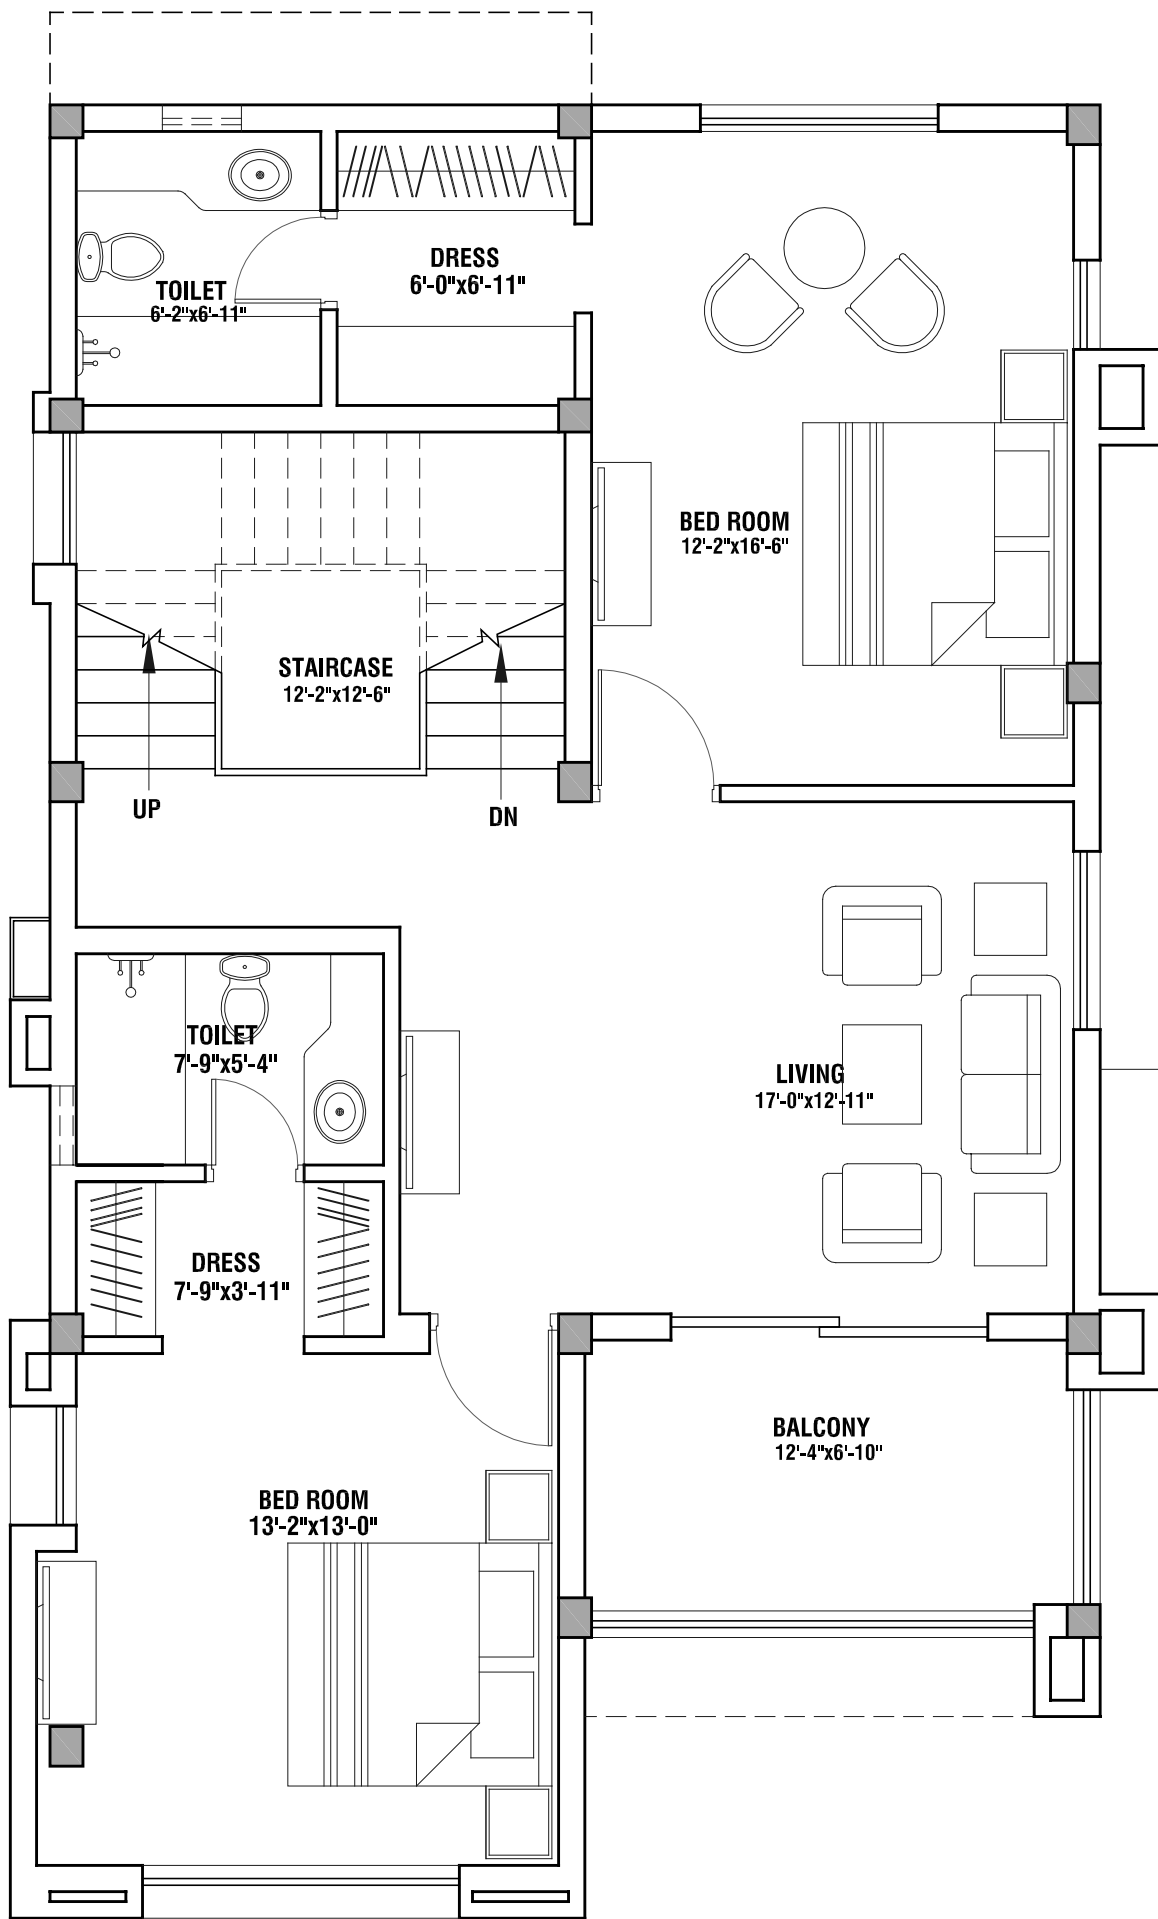 DRESS
6'-0"x6'-11"
TOILET
6'-2"x6'-11"
BED ROOM
12'-2"x16'-6"
STAIRCASE
12'-2"x12'-6"
UP
DN
TOILET
7'-9"x5'-4"
LIVING
17'-0"x12'-11"
DRESS
7'-9"x3'-11"
BALCONY
12'-4"x6'-10"
BED ROOM
13'-2"x13'-0"